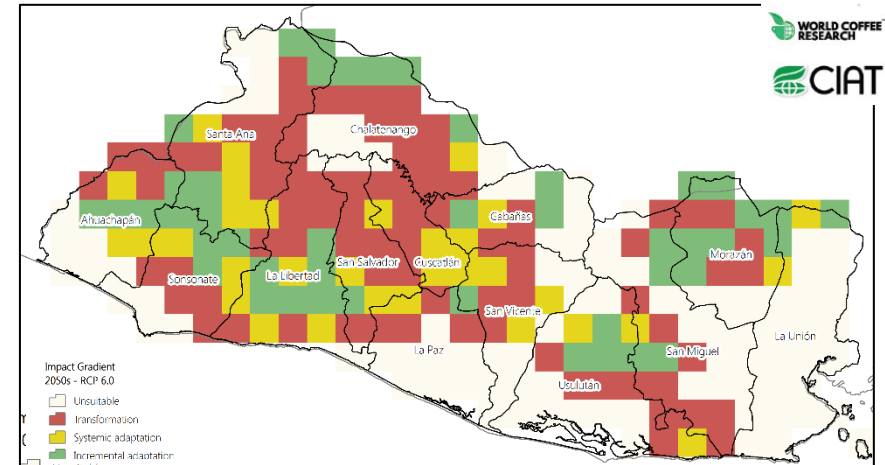 WORLD COFFEE
RESEARCH
CIAT
Santa Ana
Chalatenango
Ahuachapán
Cabañas
Morazán
Sonsonate
La Libertad
San Salvador
Cuscatlán
San Vicente
La Unión
La Paz
San Miguel
Usulután
Impact Gradient
2050s - RCP 6.0
Unsuitable
Transformation
Systemic adaptation
Incremental adaptation